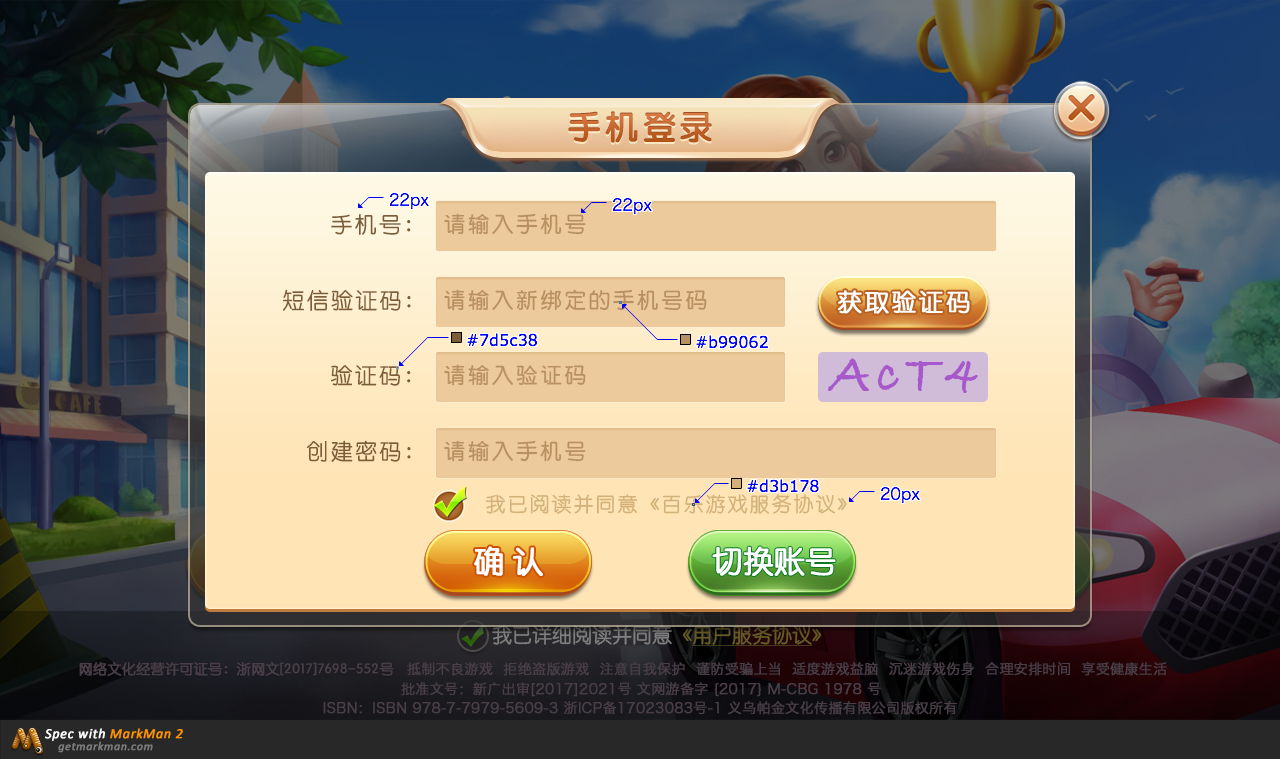 手机登录
22px
手机号：
请输入手机号
22px
短信验证码：
请输入新绑定的手机号码
获取验证码
#7d5c38
#b99062
验证码：
请输入验证码
AcT4
CAFE
创建密码：
请输入手机号
#d3b178
20px
我已阅读并同意《百乐游戏服务协议》
确 认
切换账号
我已详细阅读并同意《用户服务协议》
网络文化经营许可证号：浙网文[2017]7698-552号 抵制不良游戏 拒绝盗版游戏 注意自我保护 谨防受骗上当 适度游戏益脑 沉迷游戏伤身 合理安排时间 享受健康生活
批准文号：新广出审[2017]2021号 文网游备字 [2017] M-CBG 1978 号
ISBN：ISBN 978-7-7979-5609-3 浙ICP备17023083号-1 义乌帕金文化传播有限公司版权所有
Spec with MarkMan 2
getmarkman.com